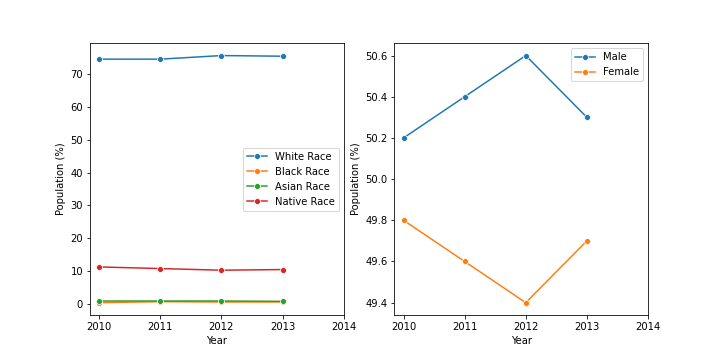 Population (%)
70
60
50
40
30
20
10
0
White Race
Black Race
Asian Race
Native Race
2010 2011 2012 2013 2014
Year
Population (%)
50.6
50.4
50.2
50.0
49.8
49.6
49.4
Male
Female
2010 2011 2012 2013 2014
Year